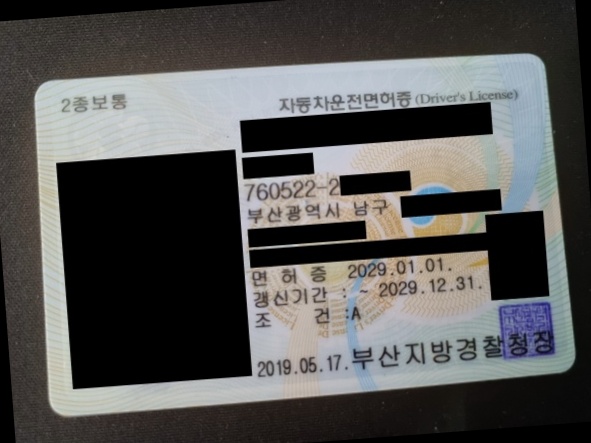 2종보통
자동차운전면허증 (Driver's License)
760522-2
부산광역시 남구
면 허 증 2029.01.01.
갱신기간 : ~ 2029.12.31.
조 건 :A
2019.05.17. 부산지방경찰청장